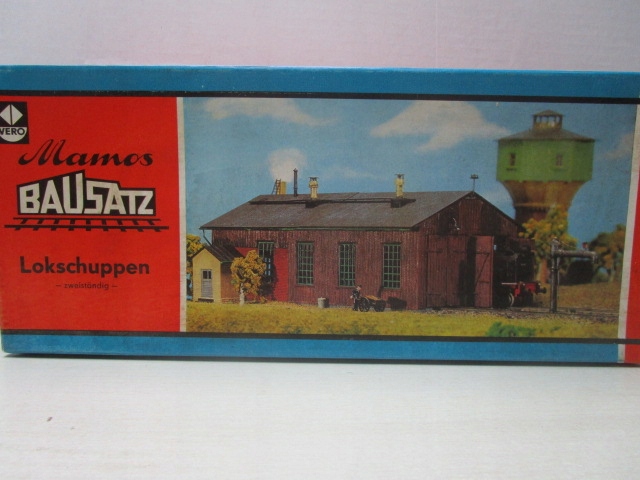 VERO
Mamos
BAUSATZ
Lokschuppen
– zweiständig –